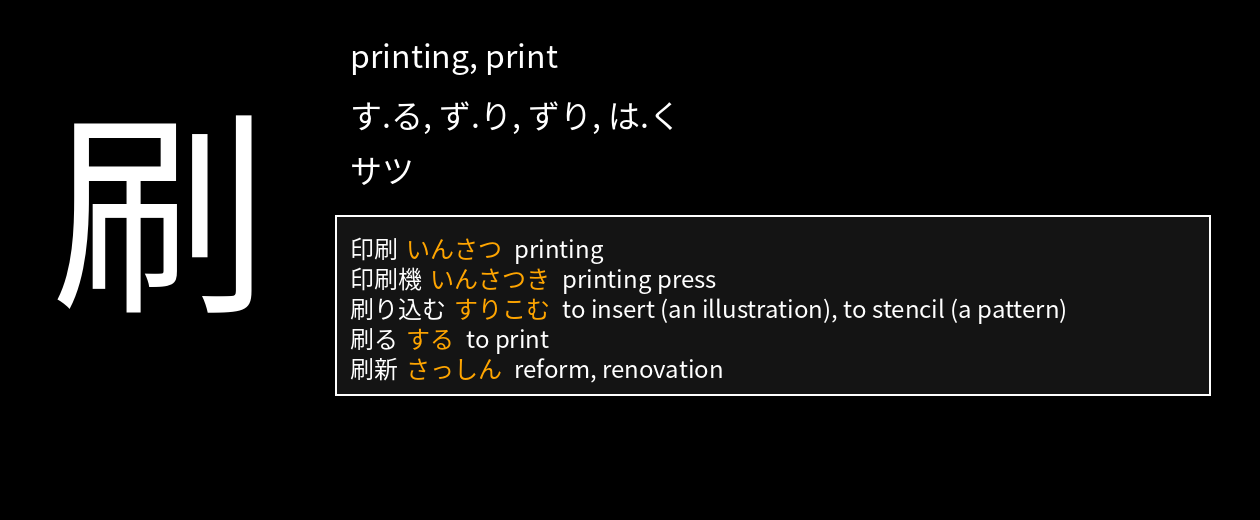 刷
printing, print
す.る, ず.り, ずり, は.く
サツ
印刷 いんさつ printing
印刷機 いんさつき printing press
刷り込む すりこむ to insert (an illustration), to stencil (a pattern)
刷る する to print
刷新 さっしん reform, renovation